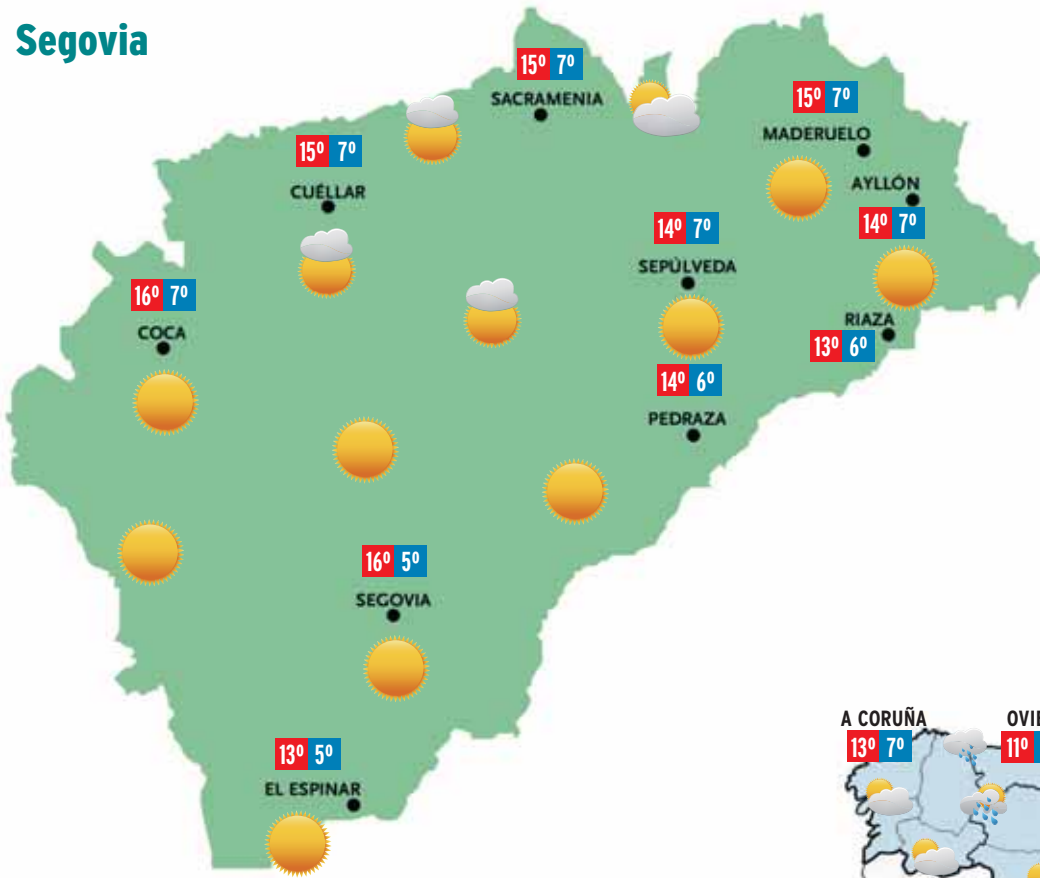 Segovia
15º 7º
SACRAMENIA
15º 7º
MADERUELO
15º 7º
CUÉLLAR
AYLLÓN
14º 7º
14º 7º
SEPÚLVEDA
16º 7º
COCA
RIAZA
13º 6º
14º 6º
PEDRAZA
16º 5º
SEGOVIA
13º 5º
EL ESPINAR
A CORUÑA
13º 7º
11º